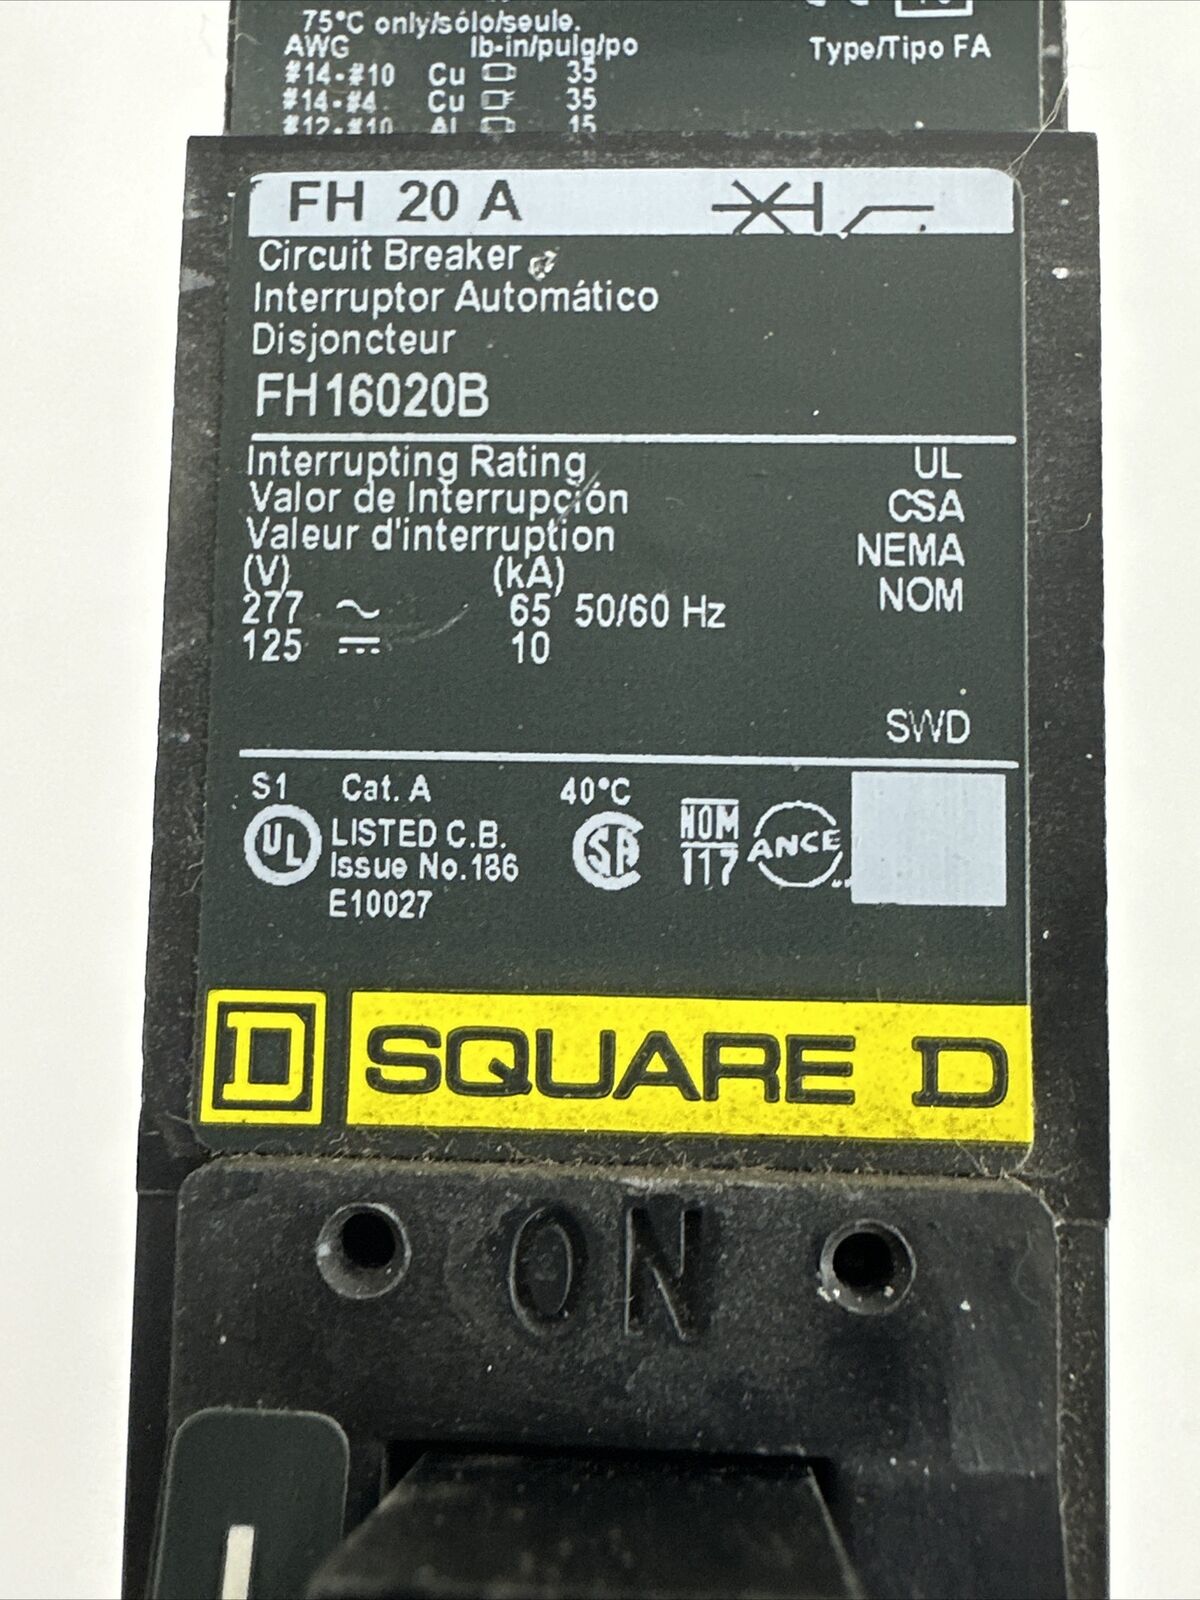 75°C only/sólo/seule.
AWG lb-in/pulg/po
Type/Tipo FA
#14-#10 Cu 35
#14-#4 Cu 35
#12-#10 Al 15
FH 20 A
Circuit Breaker
Interruptor Automático
Disjoncteur
FH16020B
Interrupting Rating
Valor de Interrupción
Valeur d'interruption
(V) (kA)
277 65 50/60 Hz
125 10
UL
CSA
NEMA
NOM
SWD
S1 Cat. A 40°C
UL LISTED C.B.
Issue No.186
E10027
SA
NOM
117
ANCE
D SQUARE D
ON